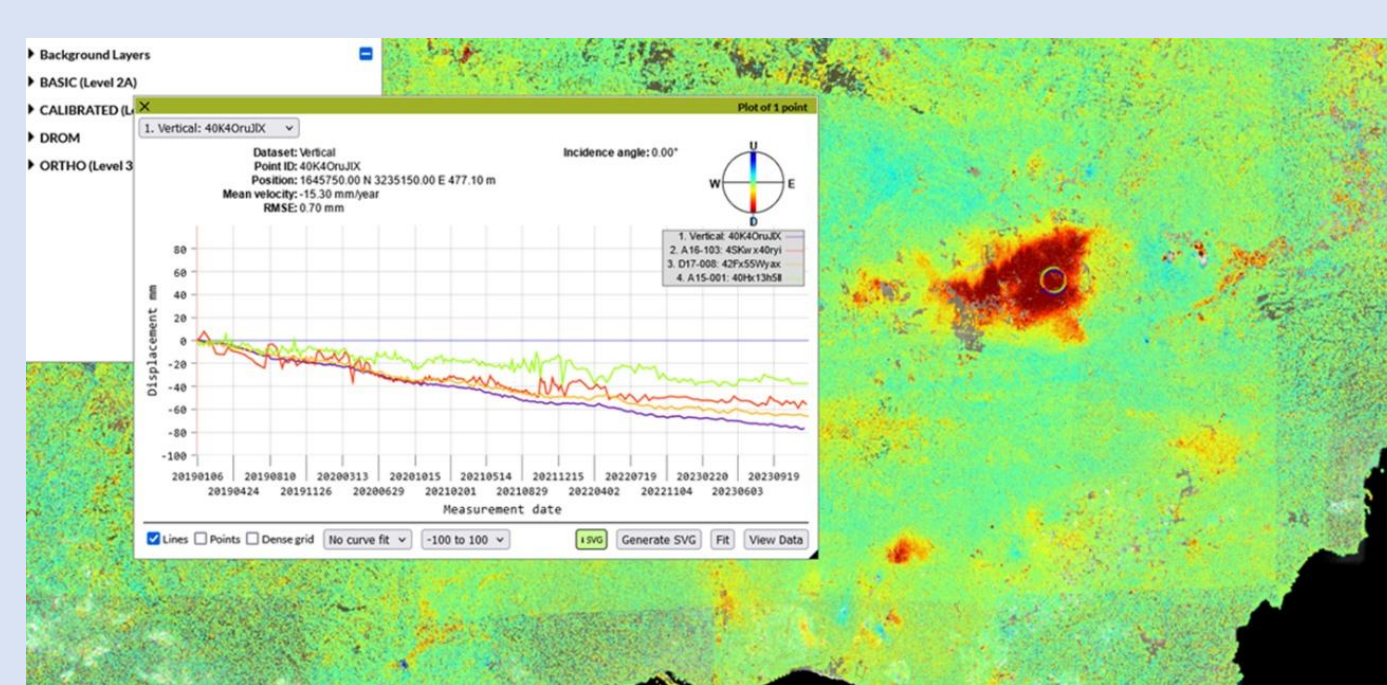 Background Layers
BASIC (Level 2A)
CALIBRATED (L
DROM
ORTHO (Level 3
Plot of 1 point
1. Vertical: 40K4OruJlX
Dataset: Vertical
Point ID: 40K4OruJlX
Position: 1645750.00 N 3235150.00 E 477.10 m
Mean velocity: -15.30 mm/year
RMSE: 0.70 mm
Incidence angle: 0.00°
U
W E
D
1. Vertical: 40K4OruJlX
2. A16-103: 4SKwx40ryi
3. D17-008: 42Fx5SWyax
4. A15-001: 40Hx13h5ll
80
60
40
20
0
-20
-40
-60
-80
-100
Displacement mm
20190106 20190810 20200313 20201015 20210514 20211215 20220719 20230220 20230919
20190424 20191126 20200629 20210201 20210829 20220402 20221104 20230603
Measurement date
Lines Points Dense grid No curve fit -100 to 100 SVG Generate SVG Fit View Data